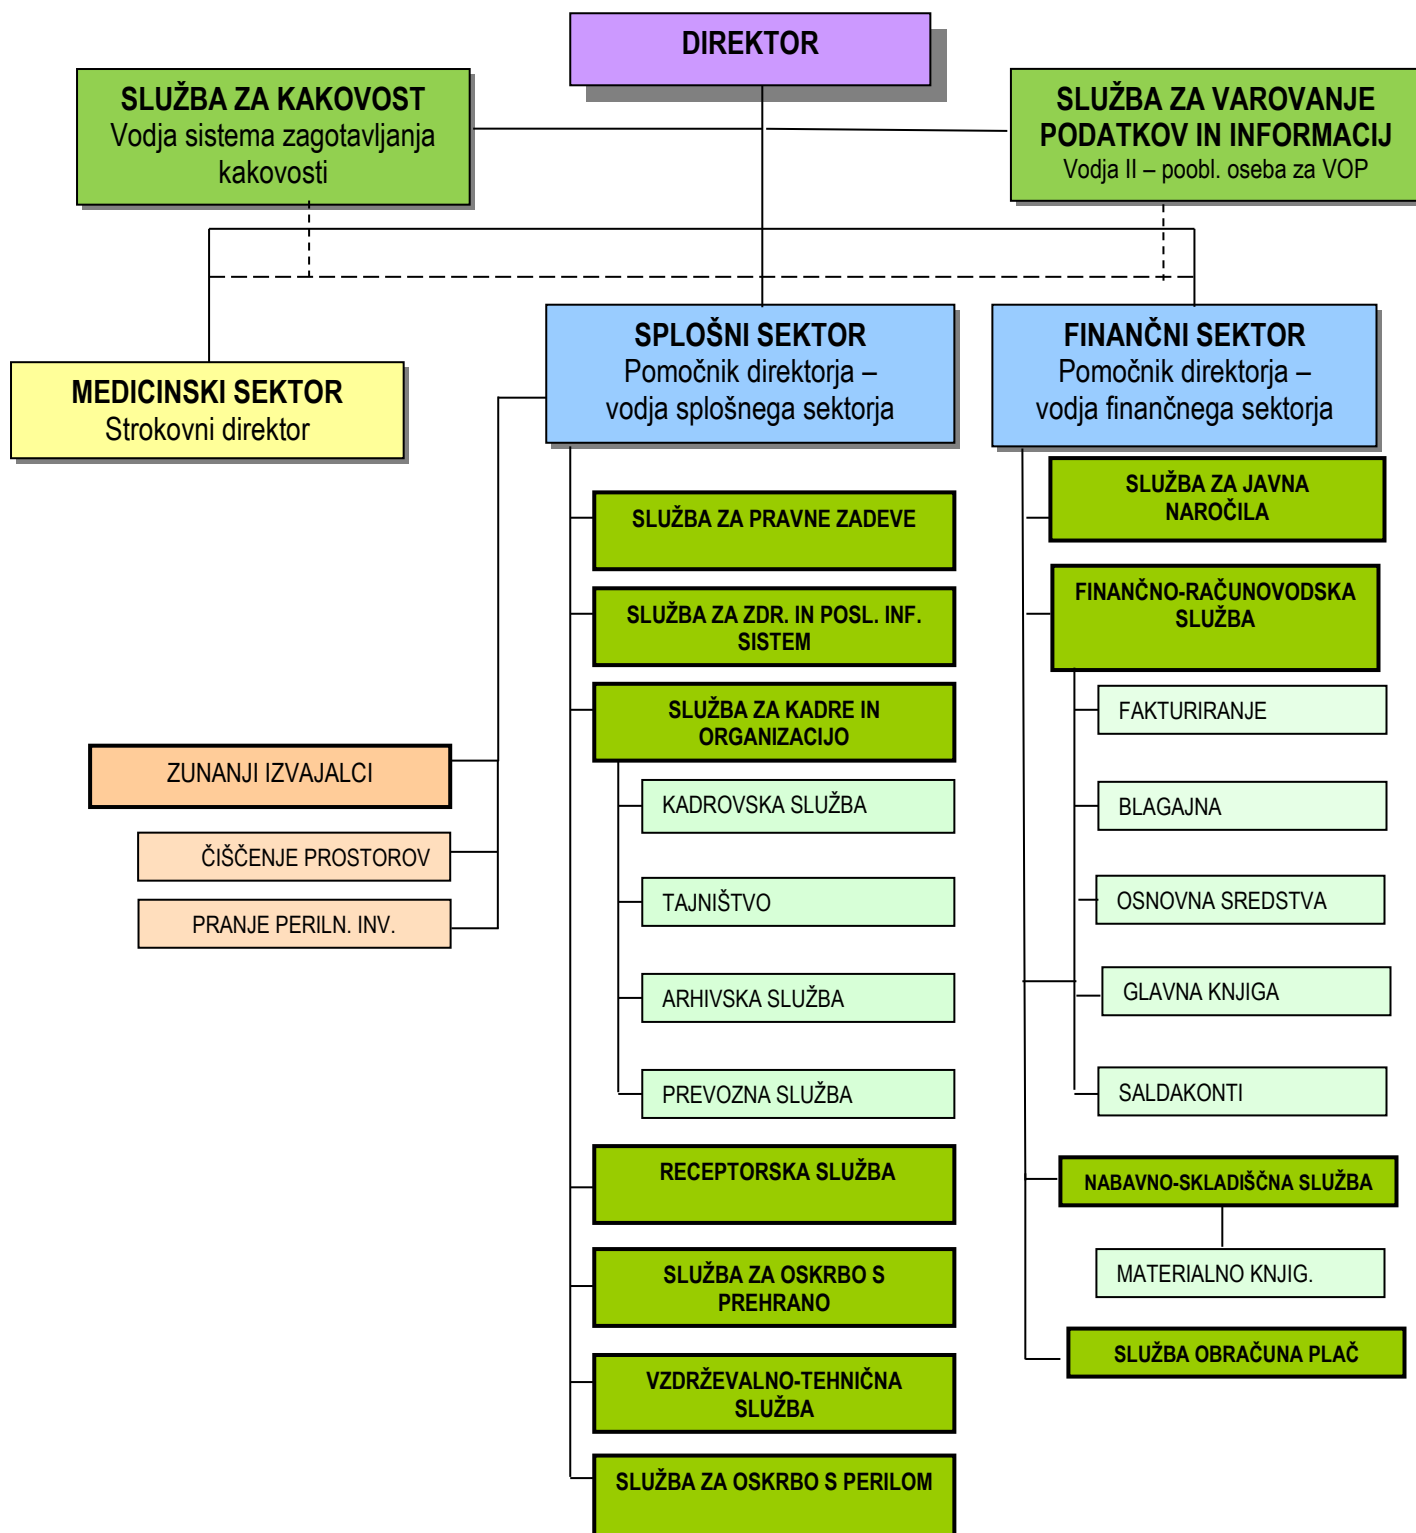 DIREKTOR
SLUŽBA ZA KAKOVOST
Vodja sistema zagotavljanja
kakovosti
SLUŽBA ZA VAROVANJE
PODATKOV IN INFORMACIJ
Vodja II – poobl. oseba za VOP
MEDICINSKI SEKTOR
Strokovni direktor
SPLOŠNI SEKTOR
Pomočnik direktorja –
vodja splošnega sektorja
FINANČNI SEKTOR
Pomočnik direktorja –
vodja finančnega sektorja
ZUNANJI IZVAJALCI
ČIŠČENJE PROSTOROV
PRANJE PERILN. INV.
SLUŽBA ZA PRAVNE ZADEVE
SLUŽBA ZA ZDR. IN POSL. INF.
SISTEM
SLUŽBA ZA KADRE IN
ORGANIZACIJO
KADROVSKA SLUŽBA
TAJNIŠTVO
ARHIVSKA SLUŽBA
PREVOZNA SLUŽBA
RECEPTORSKA SLUŽBA
SLUŽBA ZA OSKRBO S
PREHRANO
VZDRŽEVALNO-TEHNIČNA
SLUŽBA
SLUŽBA ZA OSKRBO S PERILOM
SLUŽBA ZA JAVNA
NAROČILA
FINANČNO-RAČUNOVODSKA
SLUŽBA
FAKTURIRANJE
BLAGAJNA
OSNOVNA SREDSTVA
GLAVNA KNJIGA
SALDAKONTI
NABAVNO-SKLADIŠČNA SLUŽBA
MATERIALNO KNJIG.
SLUŽBA OBRAČUNA PLAČ